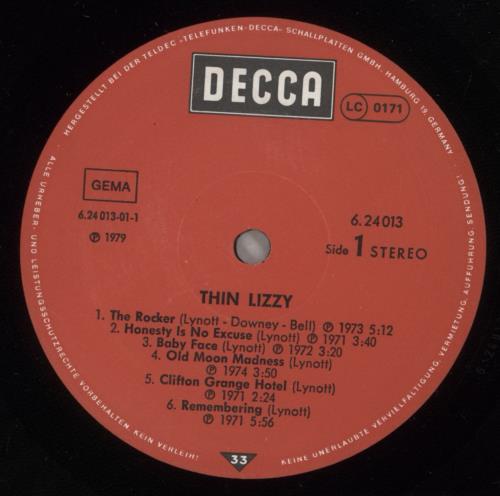 HERGESTELLT BEI DER TELDEC »TELEFUNKEN-DECCA« SCHALLPLATTEN GMBH, HAMBURG 19 GERMANY
DECCA
LC 0171
GEMA
6.24013-01-1
℗ 1979
6.24013
Side 1 STEREO
THIN LIZZY
1. The Rocker (Lynott - Downey - Bell) ℗ 1973 5:12
2. Honesty Is No Excuse (Lynott) ℗ 1971 3:40
3. Baby Face (Lynott) ℗ 1972 3:20
4. Old Moon Madness (Lynott)
℗ 1974 3:50
5. Clifton Grange Hotel (Lynott)
℗ 1971 2:24
6. Remembering (Lynott)
℗ 1971 5:56
33
ALLE URHEBER- UND LEISTUNGSSCHUTZRECHTE VORBEHALTEN KEIN VERLEIH!
KEINE UNERLAUBTE VERVIELFÄLTIGUNG, VERMIETUNG, AUFFÜHRUNG, SENDUNG!